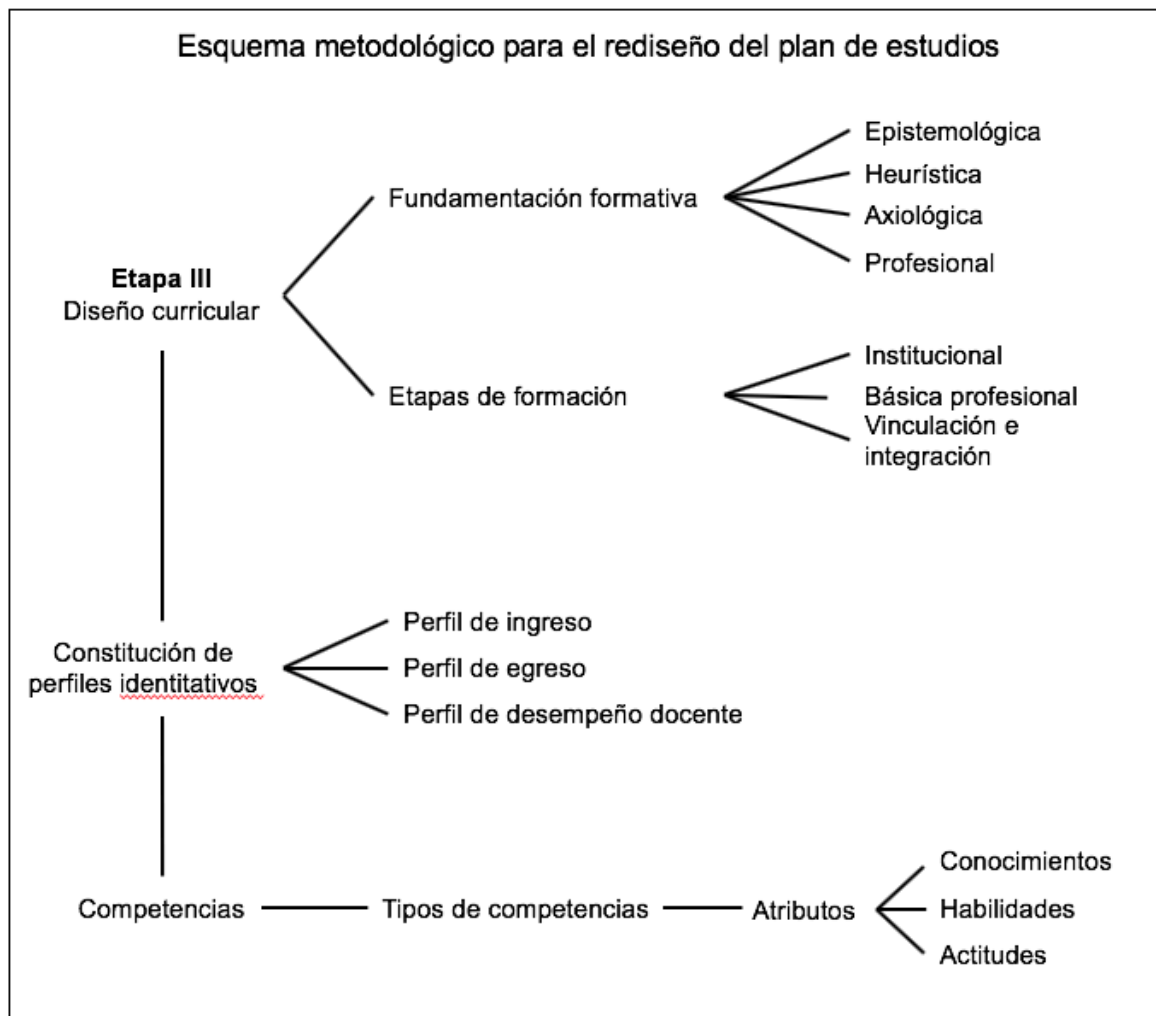 Esquema metodológico para el rediseño del plan de estudios
Epistemológica
Heurística
Fundamentación formativa
Axiológica
Profesional
Etapa III
Diseño curricular
Institucional
Etapas de formación
Básica profesional
Vinculación e
integración
Constitución de
perfiles identitativos
Perfil de ingreso
Perfil de egreso
Perfil de desempeño docente
Competencias
Tipos de competencias
Atributos
Conocimientos
Habilidades
Actitudes